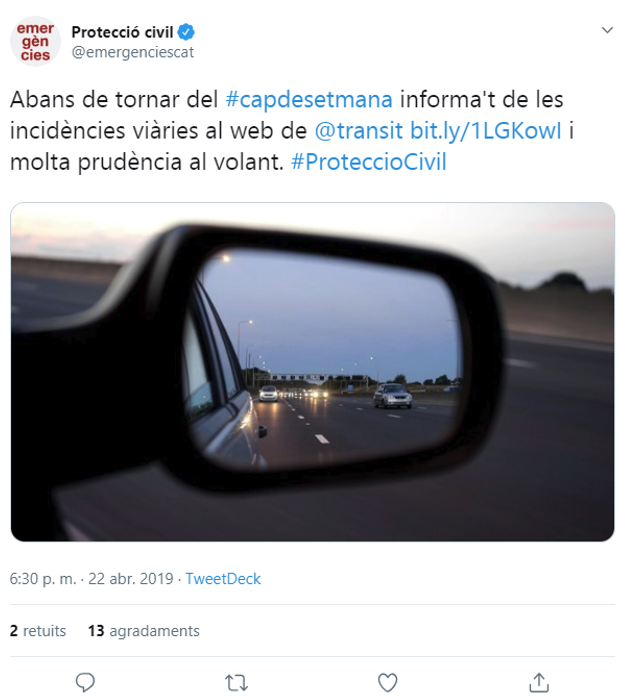 emer
gèn
cies
Protecció civil
@emergenciescat
Abans de tornar del #capdesetmana informa't de les
incidències viàries al web de @transit bit.ly/1LGKowI i
molta prudència al volant. #ProteccioCivil
6:30 p. m. · 22 abr. 2019 · TweetDeck
2 retuits 13 agradaments